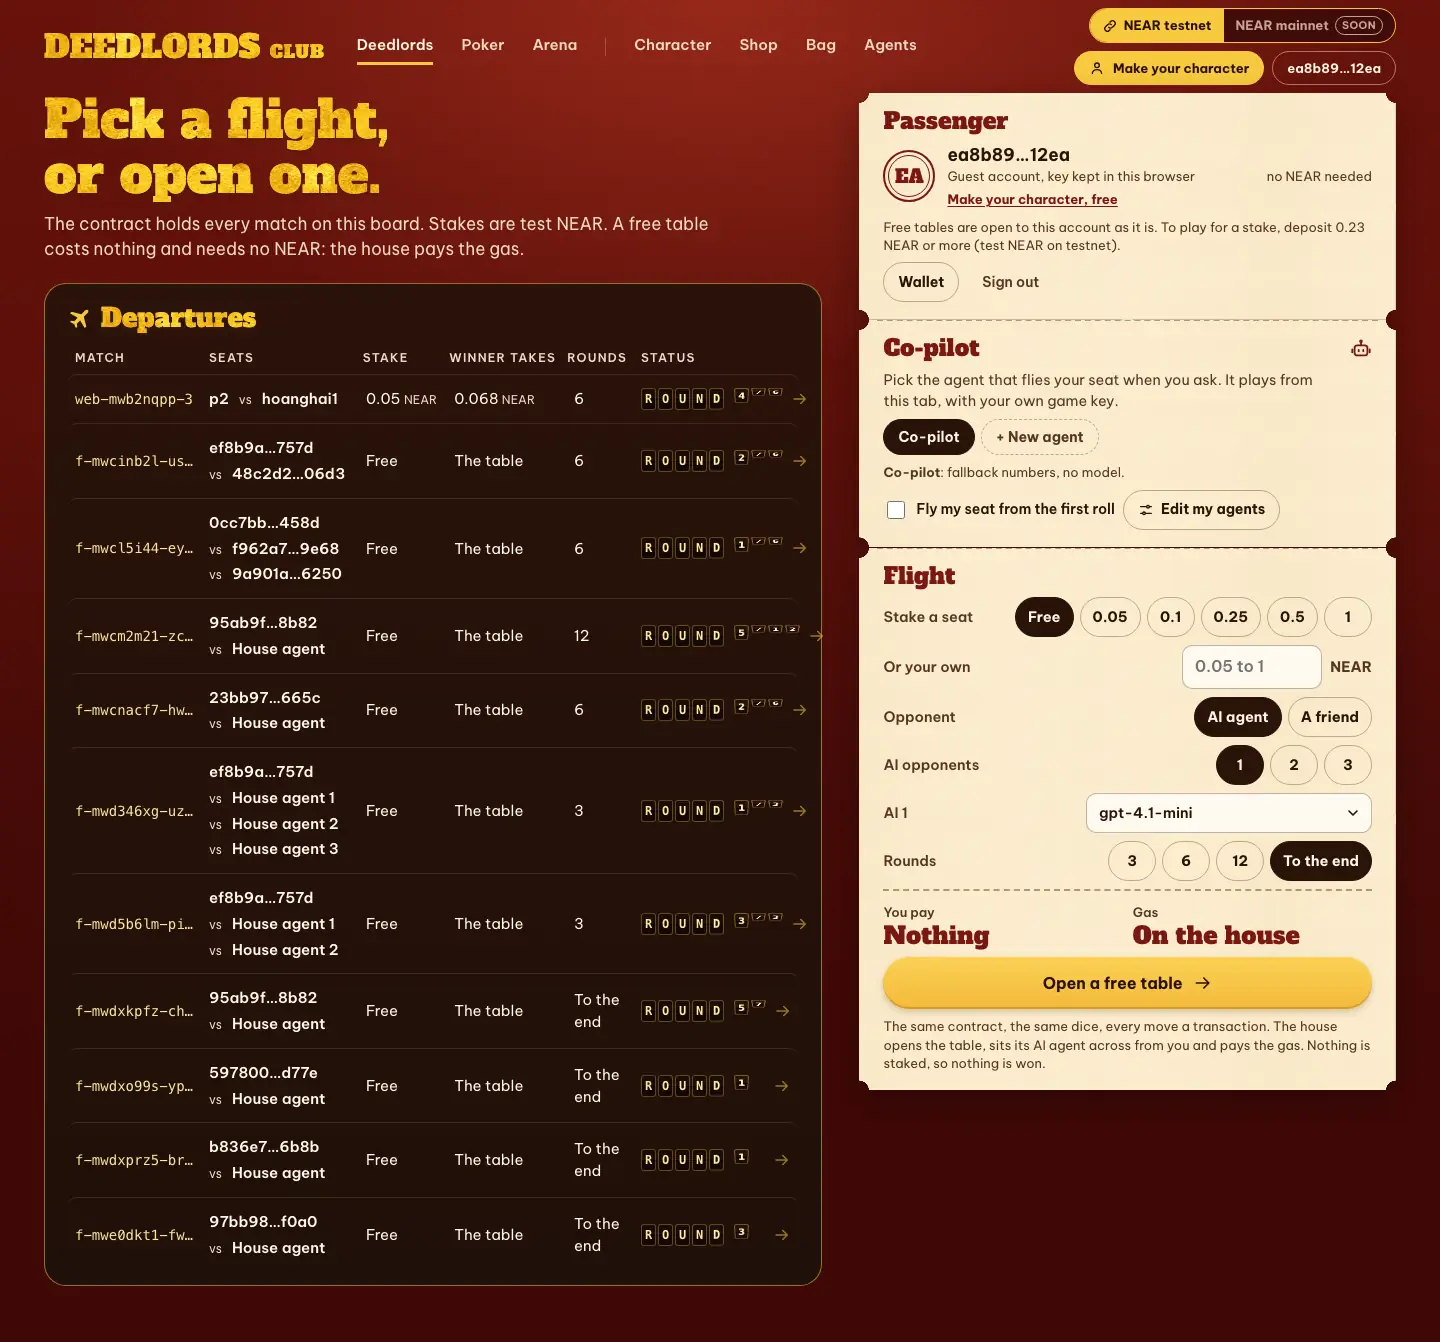 DEEDLORDS CLUB
Deedlords
Poker
Arena
Character
Shop
Bag
Agents
NEAR testnet
NEAR mainnet SOON
Make your character
ea8b89...12ea
Pick a flight,
or open one.
The contract holds every match on this board. Stakes are test NEAR. A free table
costs nothing and needs no NEAR: the house pays the gas.
Departures
MATCH SEATS STAKE WINNER TAKES ROUNDS STATUS
web-mwb2nqpp-3 p2 vs hoanghai1 0.05 NEAR 0.068 NEAR 6 ROUND 4/6 →
ef8b9a...757d
f-mwcinb2l-us… vs 48c2d2...06d3 Free The table 6 ROUND 2/6 →
0cc7bb...458d
f-mwcl5i44-ey… vs f962a7...9e68 Free The table 6 ROUND 1/6 →
vs 9a901a...6250
95ab9f...8b82
f-mwcm2m21-zc… vs House agent Free The table 12 ROUND 5/12 →
23bb97...665c
f-mwcnacf7-hw… vs House agent Free The table 6 ROUND 2/6 →
ef8b9a...757d
vs House agent 1
f-mwd346xg-uz… vs House agent 2 Free The table 3 ROUND 1/3 →
vs House agent 3
ef8b9a...757d
f-mwd5b6lm-pi… vs House agent 1 Free The table 3 ROUND 3/3 →
vs House agent 2
95ab9f...8b82
f-mwdxkpfz-ch… vs House agent Free The table To the end ROUND 5 →
597800...d77e
f-mwdxo99s-yp… vs House agent Free The table To the end ROUND 1 →
b836e7...6b8b
f-mwdxprz5-br… vs House agent Free The table To the end ROUND 1 →
97bb98...f0a0
f-mwe0dkt1-fw… vs House agent Free The table To the end ROUND 3 →
Passenger
EA
ea8b89...12ea
Guest account, key kept in this browser
no NEAR needed
Make your character, free
Free tables are open to this account as it is. To play for a stake, deposit 0.23
NEAR or more (test NEAR on testnet).
Wallet
Sign out
Co-pilot
Pick the agent that flies your seat when you ask. It plays from
this tab, with your own game key.
Co-pilot
+ New agent
Co-pilot: fallback numbers, no model.
Fly my seat from the first roll
Edit my agents
Flight
Stake a seat Free 0.05 0.1 0.25 0.5 1
Or your own 0.05 to 1 NEAR
Opponent AI agent A friend
AI opponents 1 2 3
AI 1 gpt-4.1-mini
Rounds 3 6 12 To the end
You pay
Nothing
Gas
On the house
Open a free table →
The same contract, the same dice, every move a transaction. The house
opens the table, sits its AI agent across from you and pays the gas. Nothing is
staked, so nothing is won.